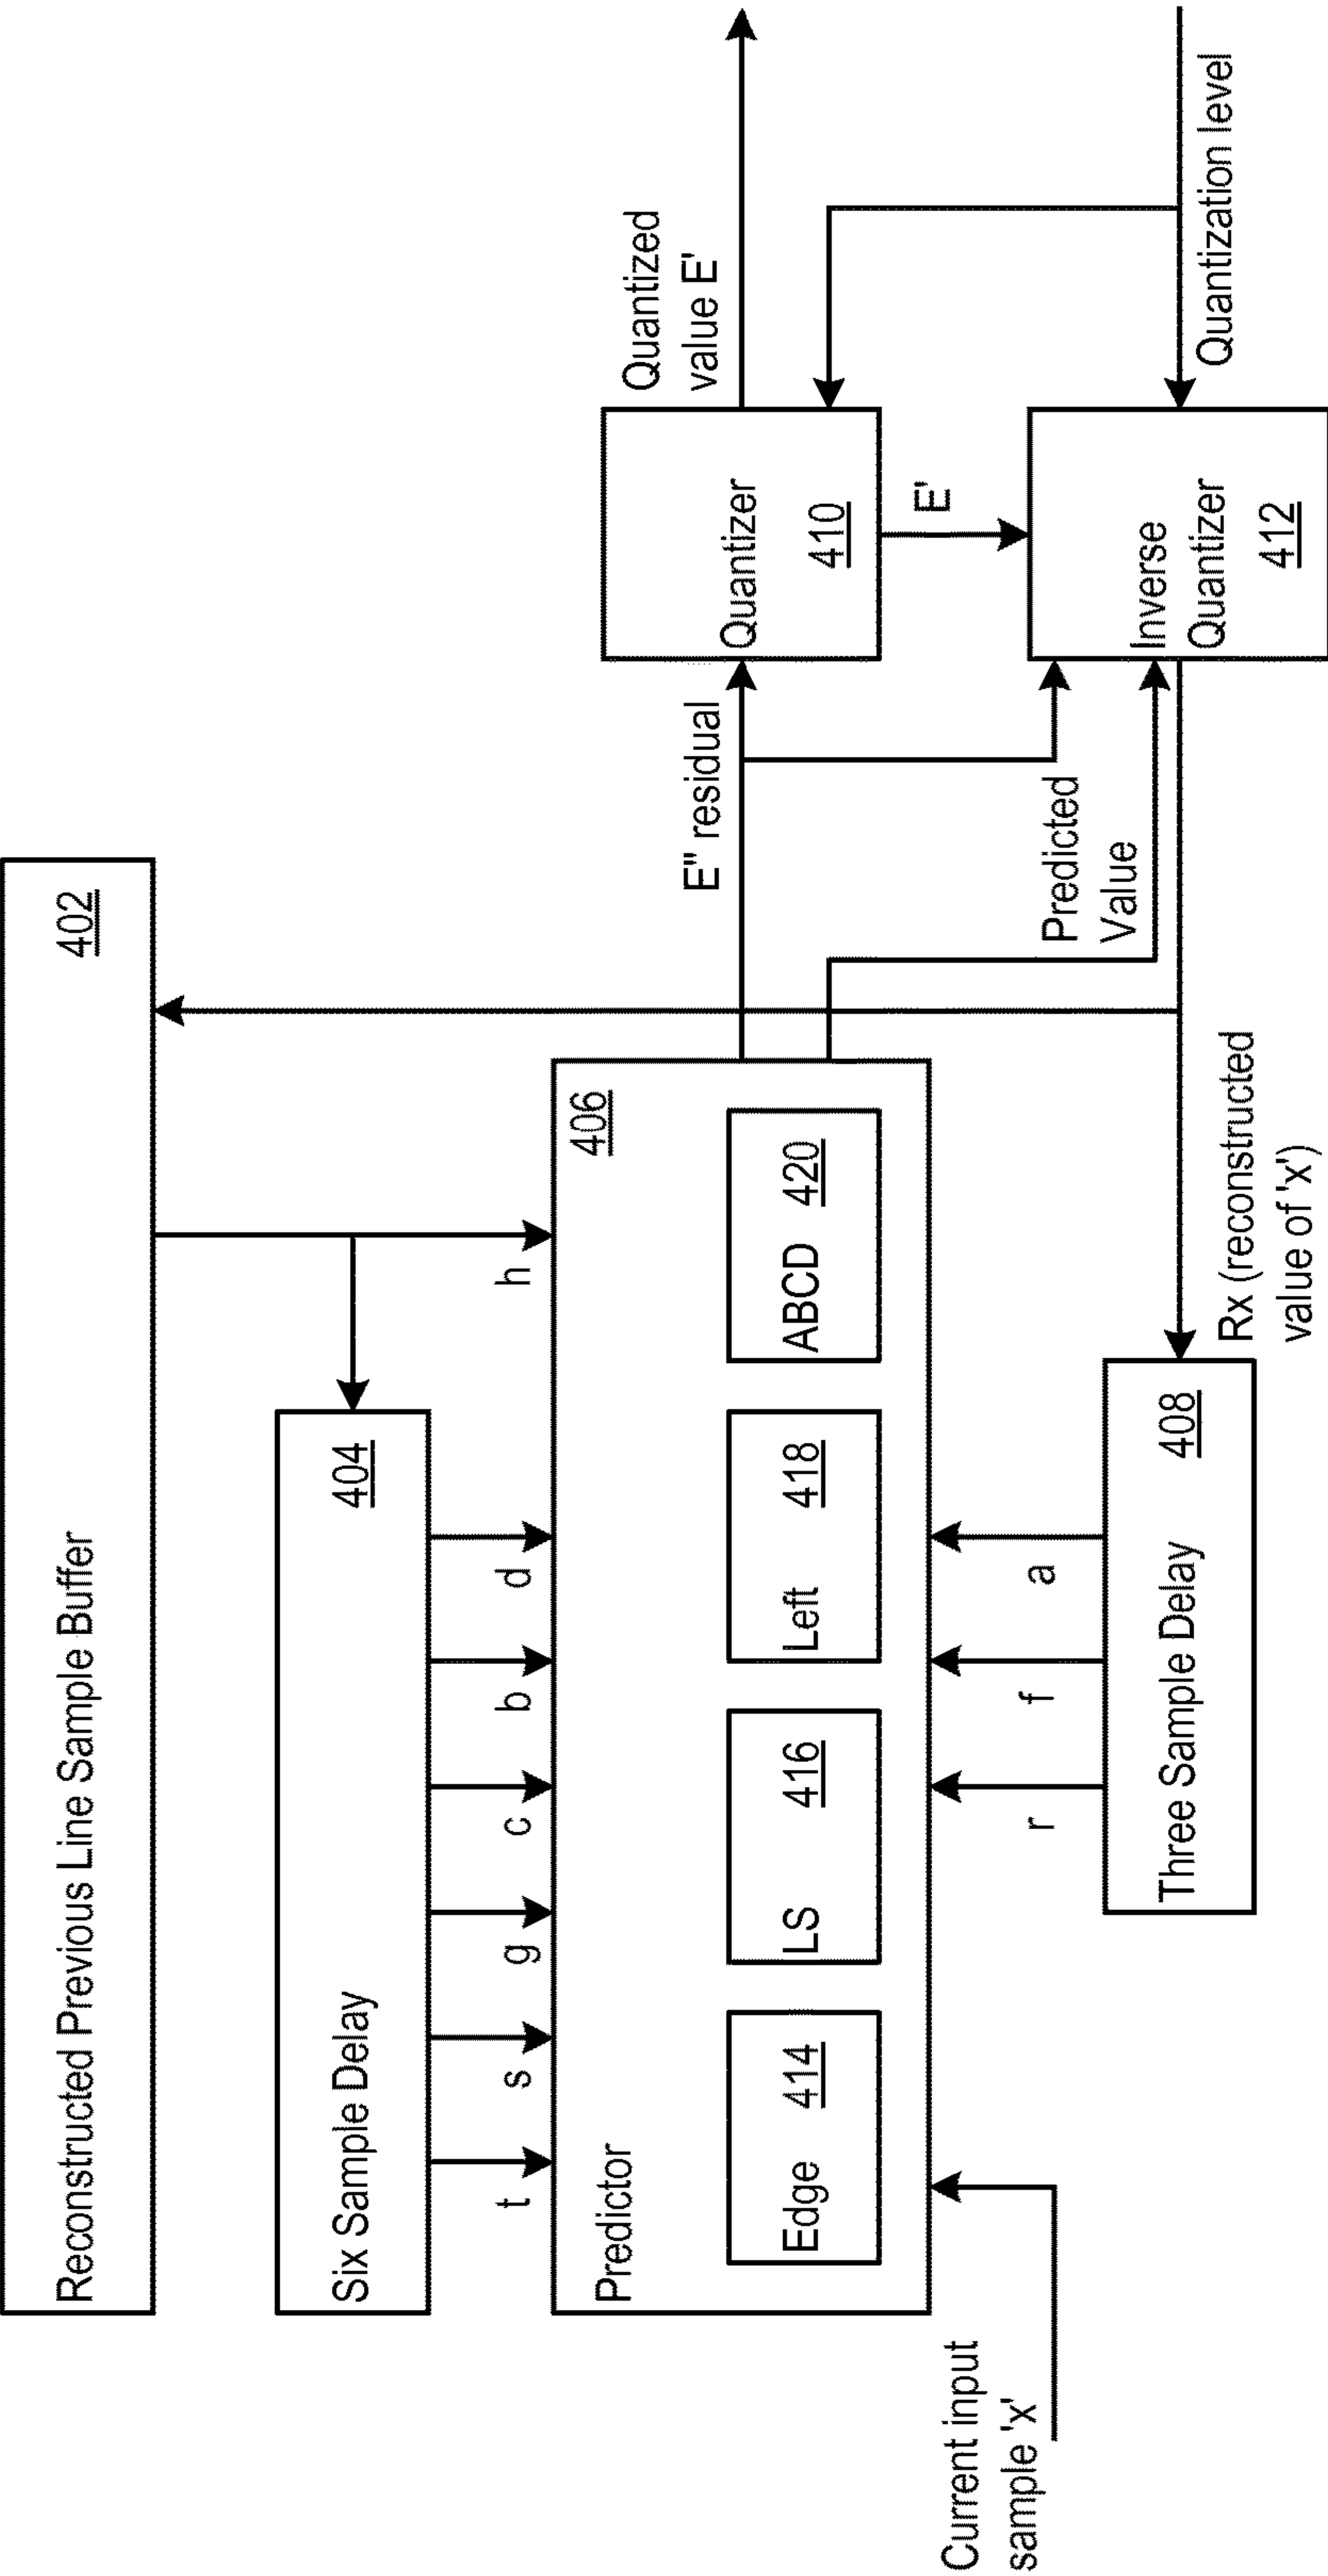 Reconstructed Previous Line Sample Buffer 402
Six Sample Delay 404
t s g c b d h
Predictor 406
Edge 414
LS 416
Left 418
ABCD 420
Current input
sample 'x'
r f a
Three Sample Delay 408
Rx (reconstructed
value of 'x')
E" residual
Predicted
Value
Quantizer
410
E'
Inverse
Quantizer
412
Quantized
value E'
Quantization level